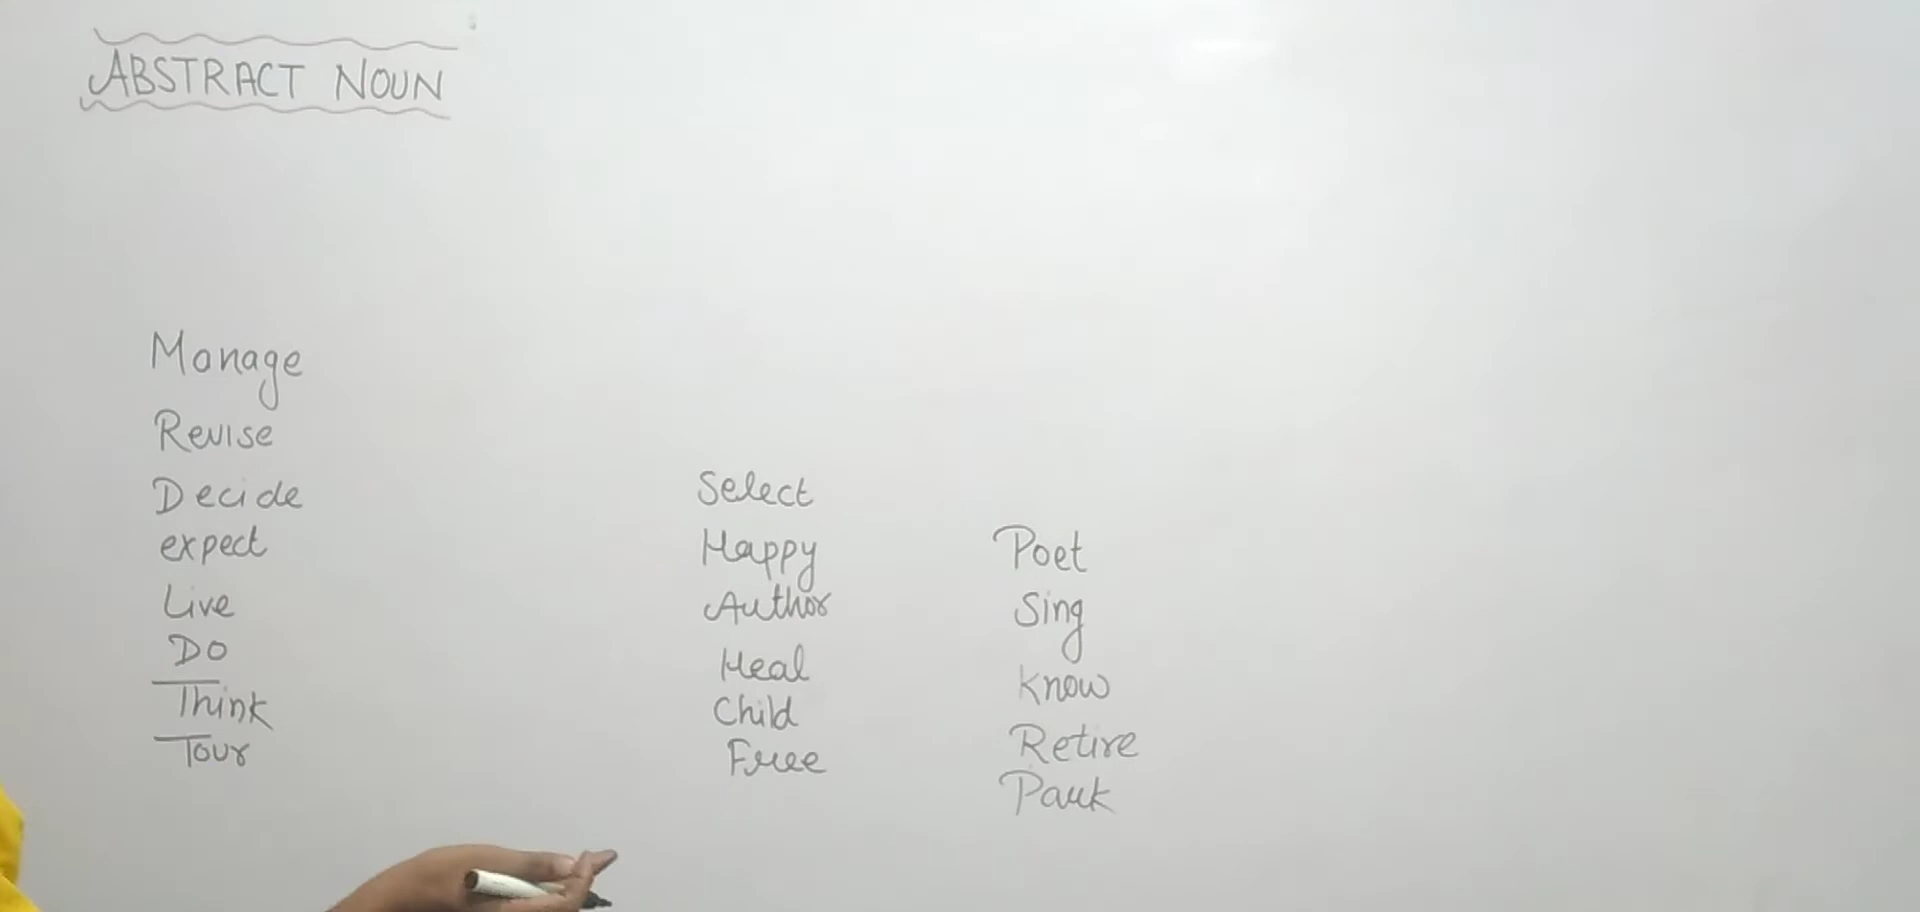 ABSTRACT NOUN
Manage
Revise
Decide
expect
Live
Do
Think
Tour
Select
Happy
Author
Heal
Child
Free
Poet
Sing
Know
Retire
Park